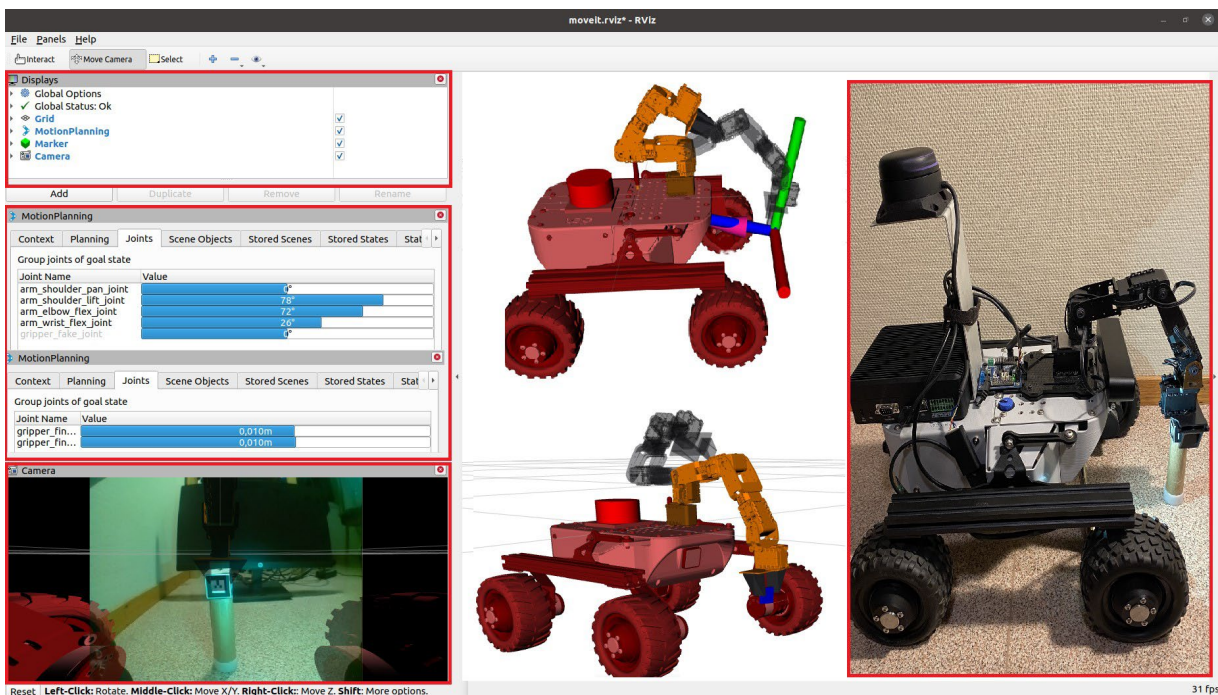 moveit.rviz* - RViz
File Panels Help
Interact Move Camera Select
Displays
Global Options
Global Status: Ok
Grid
MotionPlanning
Marker
Camera
Add Duplicate Remove Rename
MotionPlanning
Context Planning Joints Scene Objects Stored Scenes Stored States Stat
Group joints of goal state
Joint Name Value
arm_shoulder_pan_joint 0°
arm_shoulder_lift_joint 78°
arm_elbow_flex_joint 72°
arm_wrist_flex_joint 26°
gripper_fake_joint 0°
MotionPlanning
Context Planning Joints Scene Objects Stored Scenes Stored States Stat
Group joints of goal state
Joint Name Value
gripper_fin... 0,010m
gripper_fin... 0,010m
Camera
Reset Left-Click: Rotate. Middle-Click: Move X/Y. Right-Click:: Move Z. Shift: More options. 31 fps